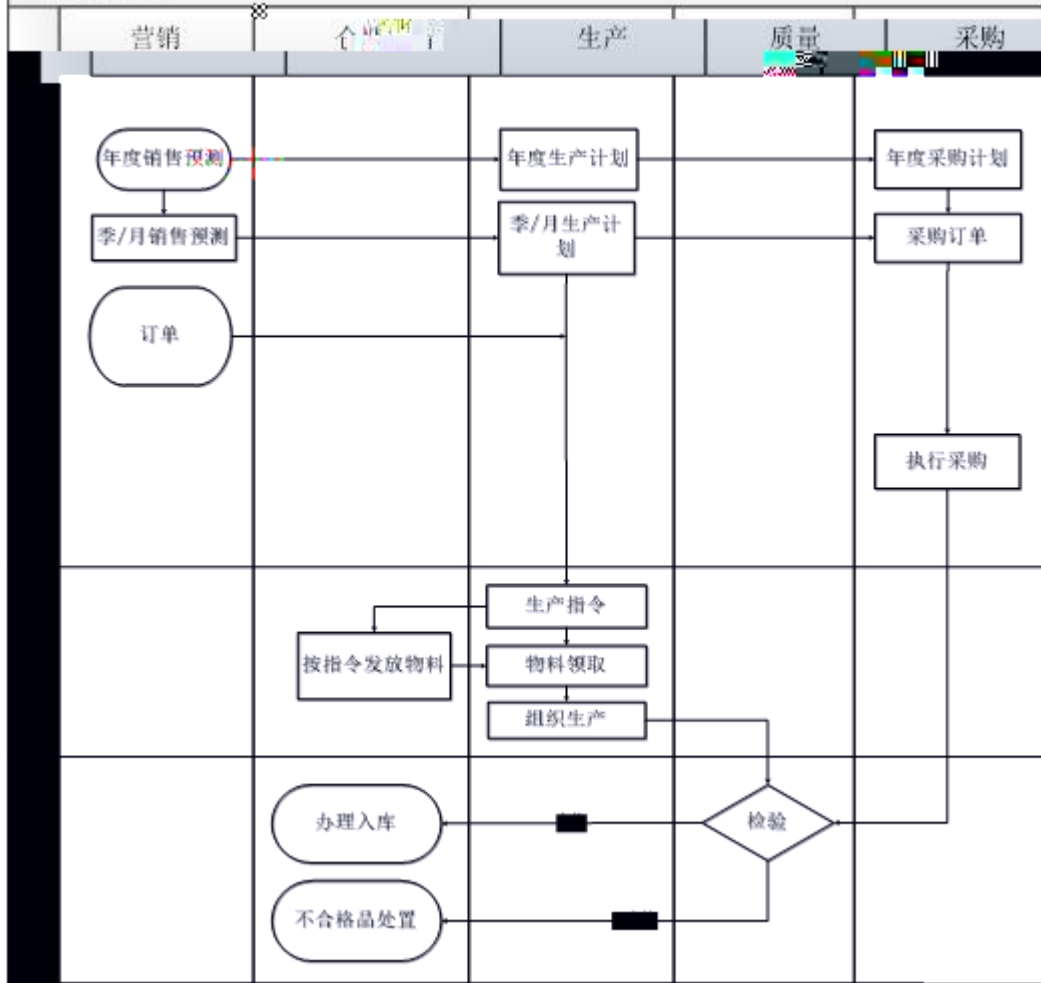 营销
生产
质量
采购
年度销售预测
年度生产计划
年度采购计划
季/月销售预测
季/月生产计
划
采购订单
订单
执行采购
生产指令
按指令发放物料
物料领取
组织生产
办理入库
检验
不合格品处置